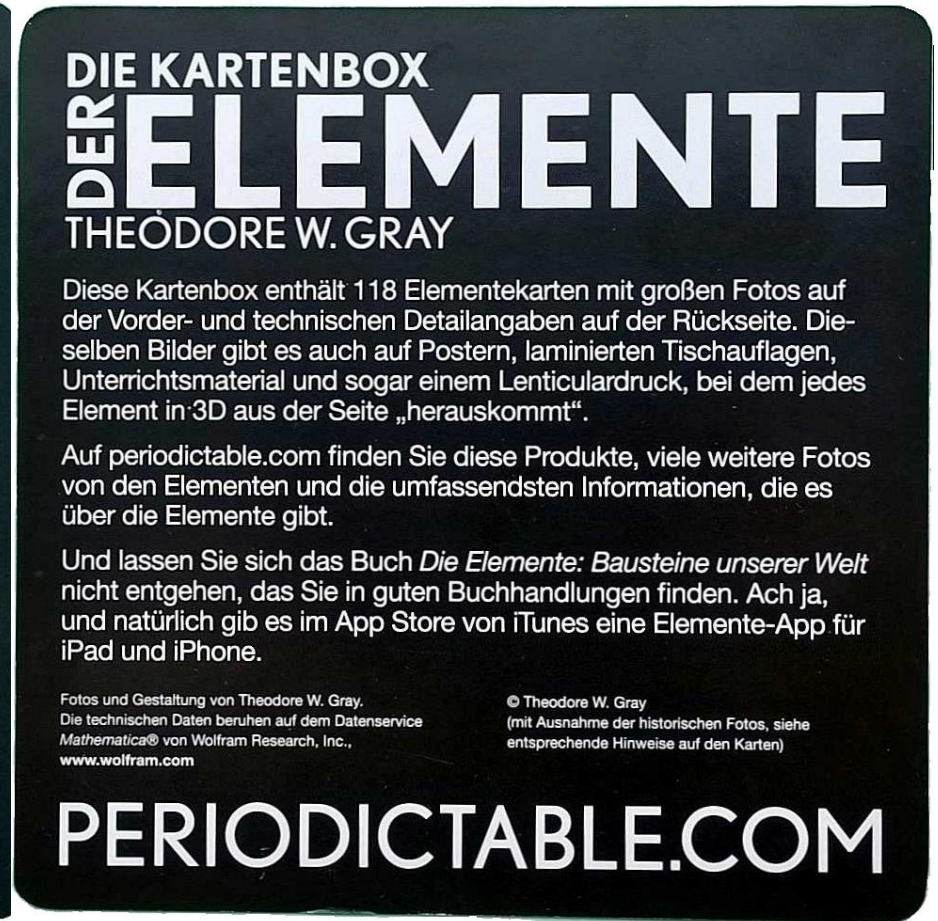 DIE KARTENBOX
DER ELEMENTE
THEODORE W. GRAY
Diese Kartenbox enthält 118 Elementekarten mit großen Fotos auf
der Vorder- und technischen Detailangaben auf der Rückseite. Die-
selben Bilder gibt es auch auf Postern, laminierten Tischauflagen,
Unterrichtsmaterial und sogar einem Lenticulardruck, bei dem jedes
Element in 3D aus der Seite „herauskommt“.
Auf periodictable.com finden Sie diese Produkte, viele weitere Fotos
von den Elementen und die umfassendsten Informationen, die es
über die Elemente gibt.
Und lassen Sie sich das Buch Die Elemente: Bausteine unserer Welt
nicht entgehen, das Sie in guten Buchhandlungen finden. Ach ja,
und natürlich gib es im App Store von iTunes eine Elemente-App für
iPad und iPhone.
Fotos und Gestaltung von Theodore W. Gray.
Die technischen Daten beruhen auf dem Datenservice
Mathematica® von Wolfram Research, Inc.,
www.wolfram.com
© Theodore W. Gray
(mit Ausnahme der historischen Fotos, siehe
entsprechende Hinweise auf den Karten)
PERIODICTABLE.COM